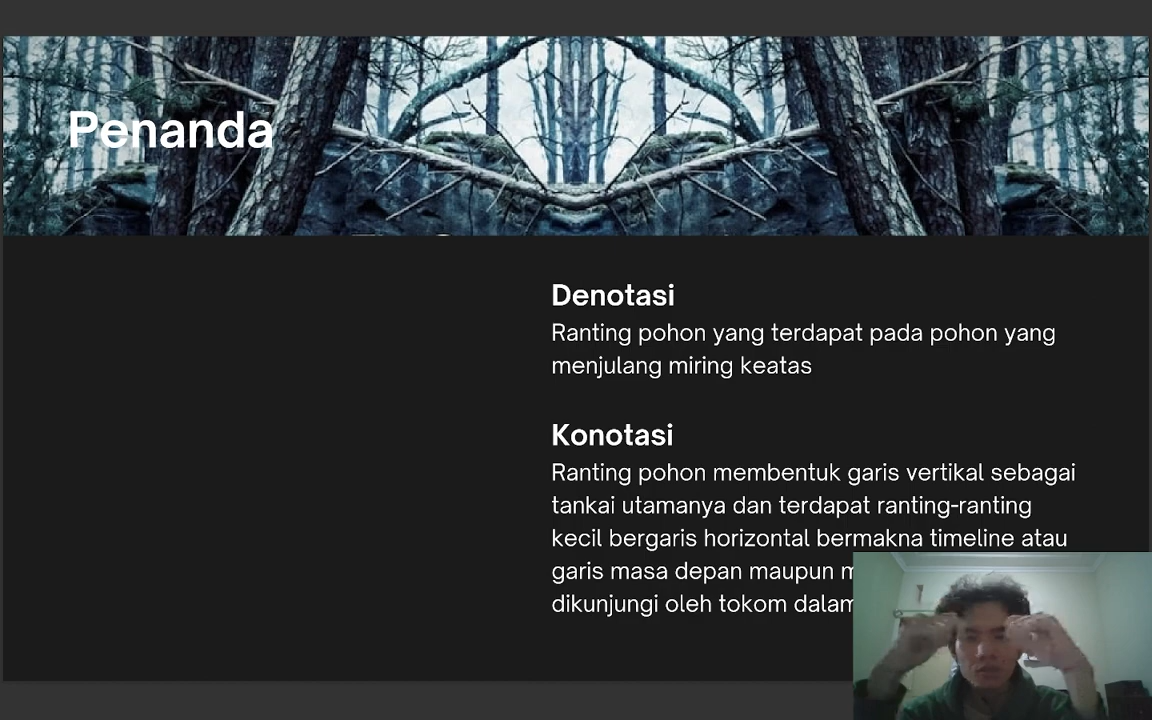 Penanda
Denotasi
Ranting pohon yang terdapat pada pohon yang
menjulang miring keatas
Konotasi
Ranting pohon membentuk garis vertikal sebagai
tankai utamanya dan terdapat ranting-ranting
kecil bergaris horizontal bermakna timeline atau
garis masa depan maupun
dikunjungi oleh tokom dalam